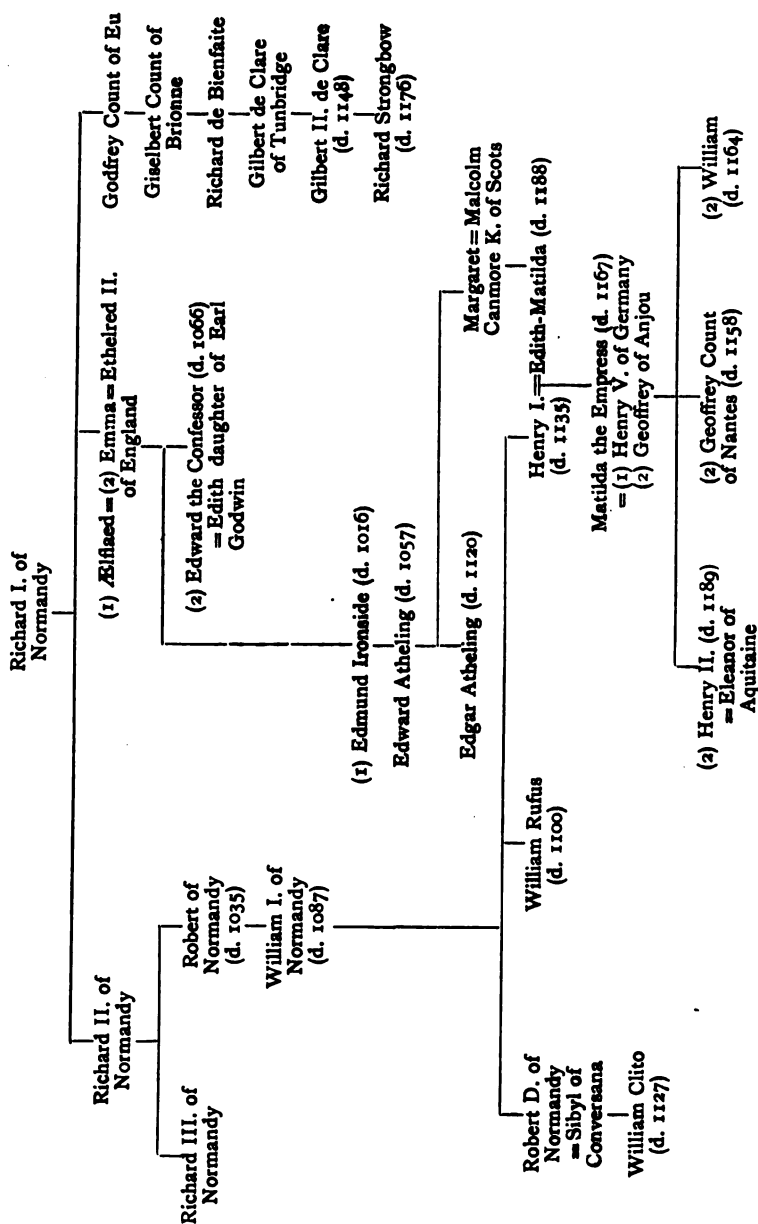 Richard I. of
Normandy
Richard II. of
Normandy
(1) Ælflaed = (2) Emma = Ethelred II.
of England
Godfrey Count of Eu
Giselbert Count of
Brionne
Richard de Bienfaite
Gilbert de Clare
of Tunbridge
Gilbert II. de Clare
(d. 1148)
Richard Strongbow
(d. 1176)
Richard III. of
Normandy
Robert of
Normandy
(d. 1035)
William I. of
Normandy
(d. 1087)
(2) Edward the Confessor (d. 1066)
= Edith daughter of Earl
Godwin
(1) Edmund Ironside (d. 1016)
Edward Atheling (d. 1057)
Edgar Atheling (d. 1120)
Margaret = Malcolm
Canmore K. of Scots
Robert D. of
Normandy
= Sibyl of
Conversana
William Clito
(d. 1127)
William Rufus
(d. 1100)
Henry I. = Edith-Matilda (d. 1188)
(d. 1135)
Matilda the Empress (d. 1167)
= (1) Henry V. of Germany
(2) Geoffrey of Anjou
(2) Henry II. (d. 1189)
= Eleanor of
Aquitaine
(2) Geoffrey Count
of Nantes (d. 1158)
(2) William
(d. 1164)